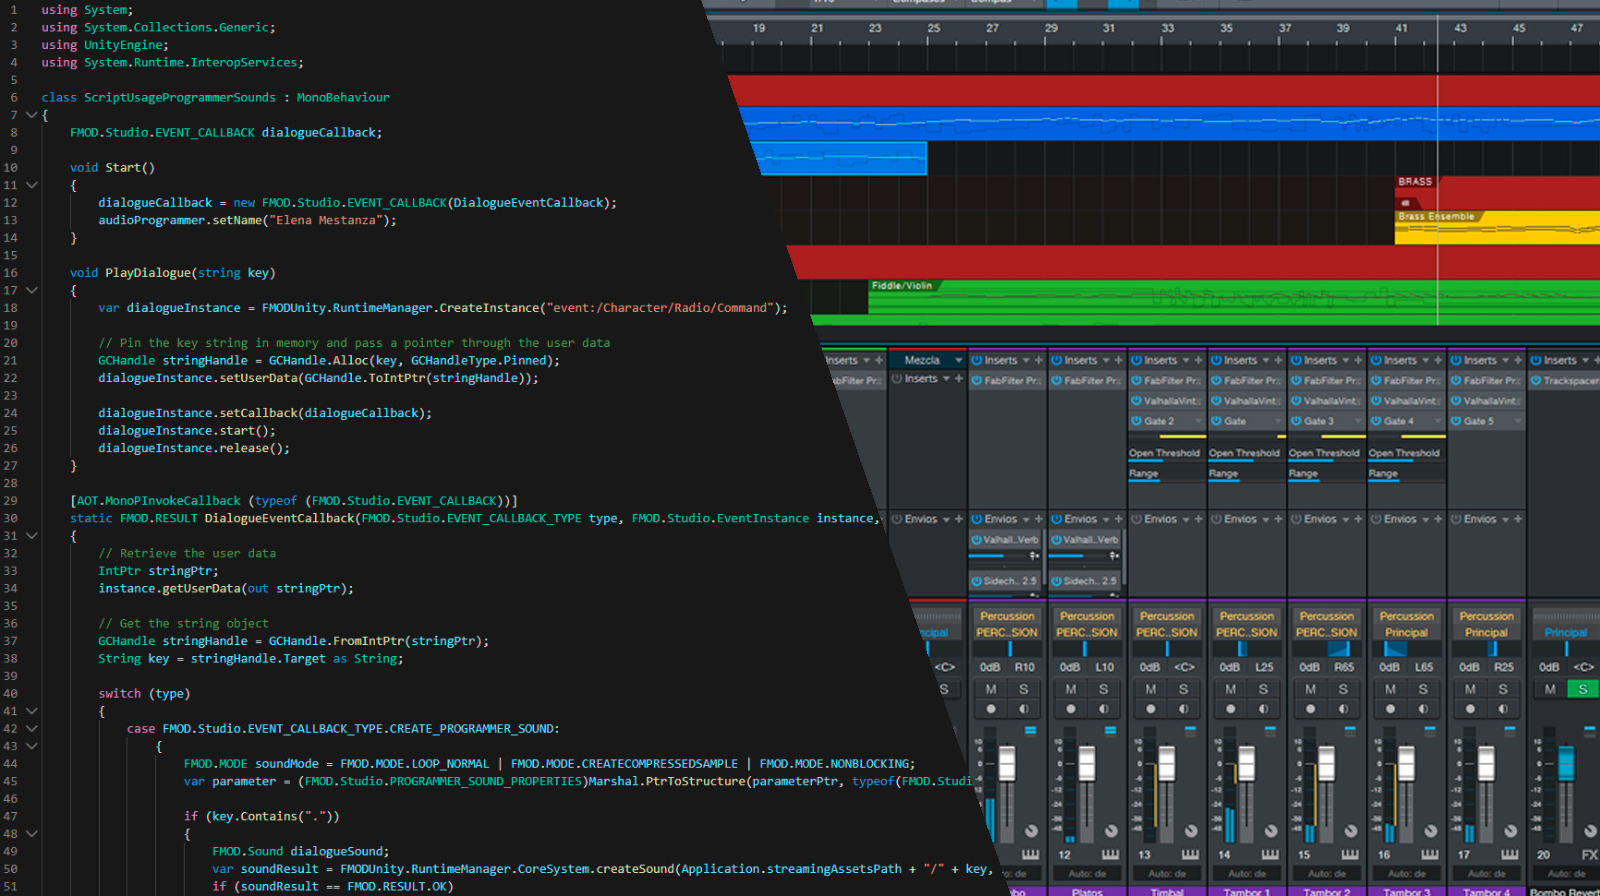 1 using System;
2 using System.Collections.Generic;
3 using UnityEngine;
4 using System.Runtime.InteropServices;
5
6 class ScriptUsageProgrammerSounds : MonoBehaviour
7 {
8 FMOD.Studio.EVENT_CALLBACK dialogueCallback;
9
10 void Start()
11 {
12 dialogueCallback = new FMOD.Studio.EVENT_CALLBACK(DialogueEventCallback);
13 audioProgrammer.setName("Elena Mestanza");
14 }
15
16 void PlayDialogue(string key)
17 {
18 var dialogueInstance = FMODUnity.RuntimeManager.CreateInstance("event:/Character/Radio/Command");
19
20 // Pin the key string in memory and pass a pointer through the user data
21 GCHandle stringHandle = GCHandle.Alloc(key, GCHandleType.Pinned);
22 dialogueInstance.setUserData(GCHandle.ToIntPtr(stringHandle));
23
24 dialogueInstance.setCallback(dialogueCallback);
25 dialogueInstance.start();
26 dialogueInstance.release();
27 }
28
29 [AOT.MonoPInvokeCallback (typeof (FMOD.Studio.EVENT_CALLBACK))]
30 static FMOD.RESULT DialogueEventCallback(FMOD.Studio.EVENT_CALLBACK_TYPE type, FMOD.Studio.EventInstance instance,
31 {
32 // Retrieve the user data
33 IntPtr stringPtr;
34 instance.getUserData(out stringPtr);
35
36 // Get the string object
37 GCHandle stringHandle = GCHandle.FromIntPtr(stringPtr);
38 String key = stringHandle.Target as String;
39
40 switch (type)
41 {
42 case FMOD.Studio.EVENT_CALLBACK_TYPE.CREATE_PROGRAMMER_SOUND:
43 {
44 FMOD.MODE soundMode = FMOD.MODE.LOOP_NORMAL | FMOD.MODE.CREATECOMPRESSEDSAMPLE | FMOD.MODE.NONBLOCKING;
45 var parameter = (FMOD.Studio.PROGRAMMER_SOUND_PROPERTIES)Marshal.PtrToStructure(parameterPtr, typeof(FMOD.Studi
46
47 if (key.Contains("."))
48 {
49 FMOD.Sound dialogueSound;
50 var soundResult = FMODUnity.RuntimeManager.CoreSystem.createSound(Application.streamingAssetsPath + "/" + key,
51 if (soundResult == FMOD.RESULT.OK)
19 21 23 25 27 29 31 33 35 37 39 41 43 45 47
BRASS
Brass Ensemble
Fiddle/Violin
Inserts Mezcla Inserts Inserts Inserts Inserts Inserts Inserts Inserts Inserts
Inserts FabFilter Pr... FabFilter Pr... FabFilter Pr... FabFilter Pr... FabFilter Pr... FabFilter Pr... FabFilter Pr... Trackspacer
ValhallaVint... ValhallaVint... ValhallaVint... ValhallaVint... ValhallaVint...
Gate 2 Gate Gate 3 Gate 4 Gate 5
Open Threshold Open Threshold Open Threshold Open Threshold
Range Range Range Range
Envios Envios Envios Envios Envios Envios Envios Envios
Valhall..Verb Valhall..Verb
Sidech.. 2.5 Sidech.. 2.5
Percussion Percussion Percussion Percussion Percussion Percussion Percussion
PERC..SION PERC..SION PERC..SION PERC..SION PERC..SION Principal Principal Principal
<C> 0dB R10 0dB L10 0dB <C> 0dB L25 0dB R65 0dB L65 0dB R25 0dB <C>
S M S M S M S M S M S M S M S M S
12 13 14 15 16 17 20 FX
Auto: de Auto: de Auto: de Auto: de Auto: de Auto: de Auto: de
Platos Timbal Tambor 1 Tambor 2 Tambor 3 Tambor 4 Bombo Reverb